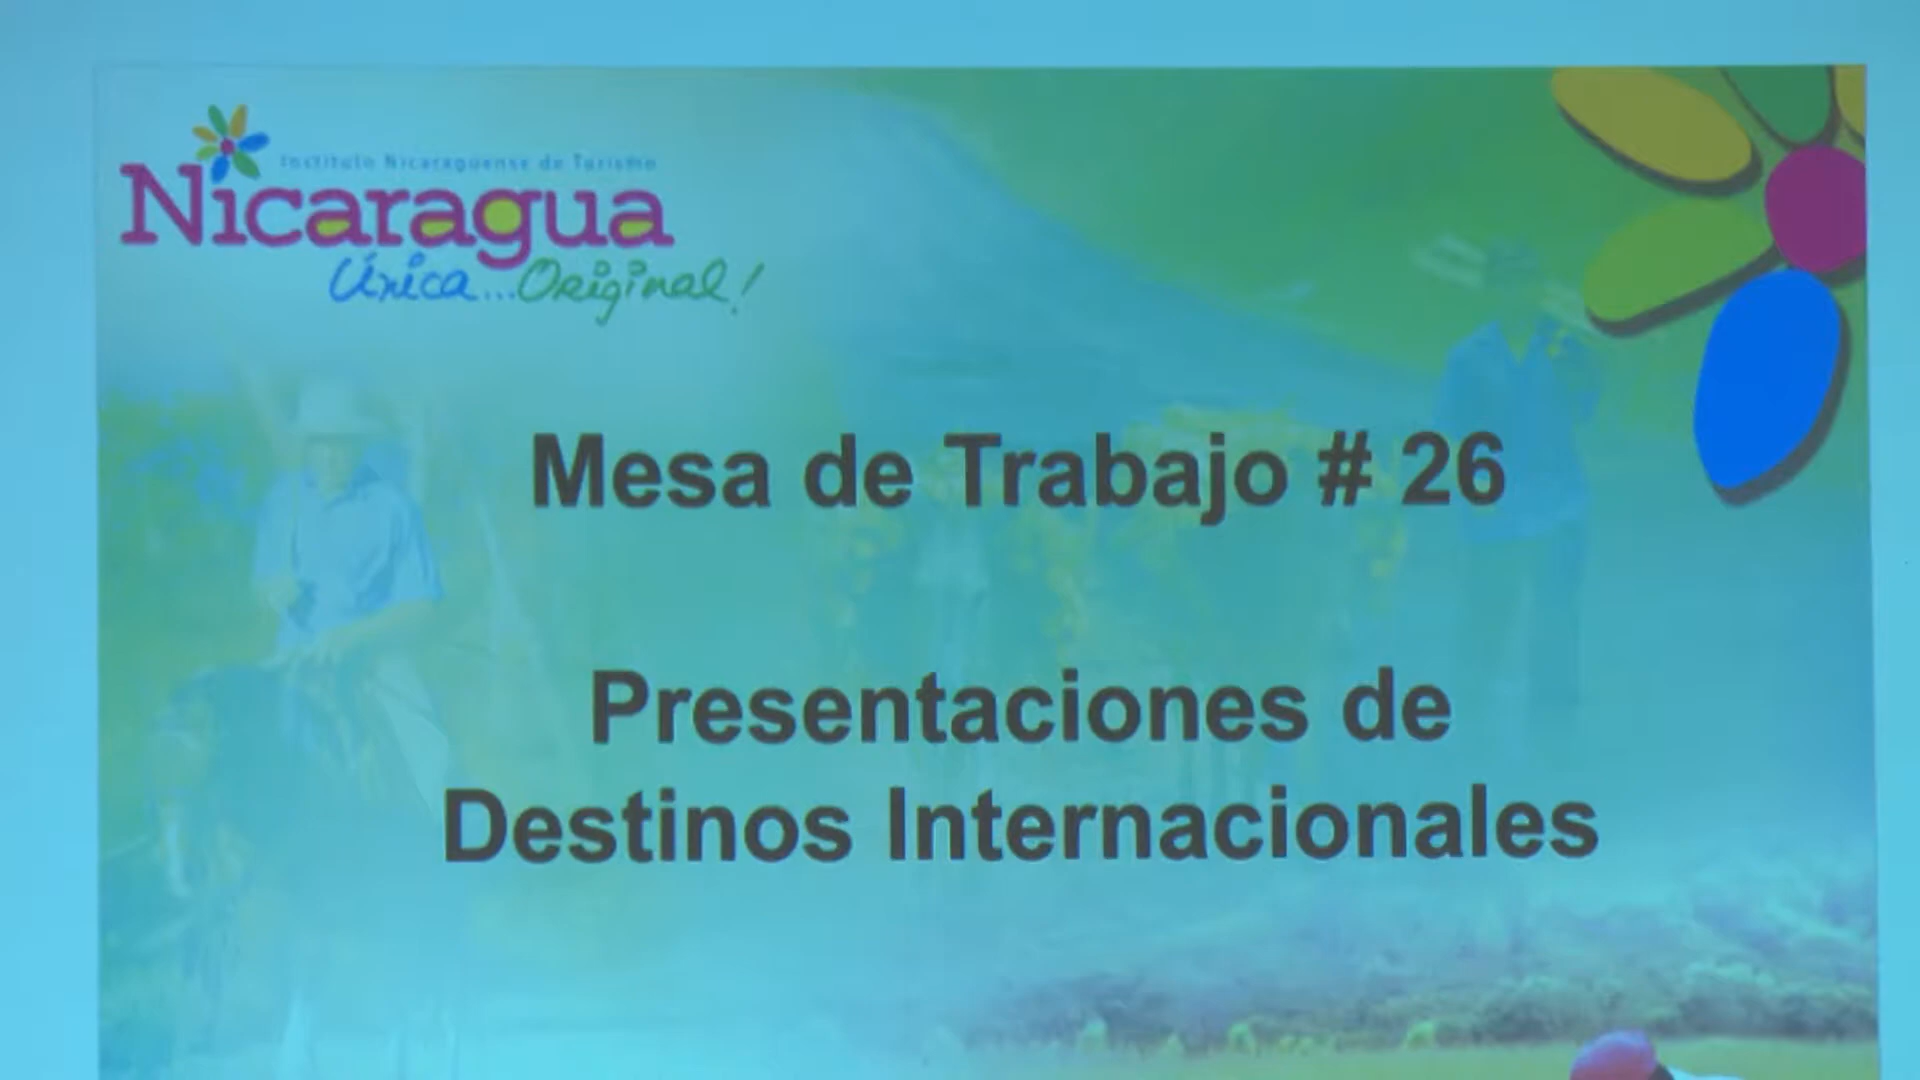 Instituto Nicaragüense de Turismo
Nicaragua
Única...Original!
Mesa de Trabajo # 26
Presentaciones de
Destinos Internacionales